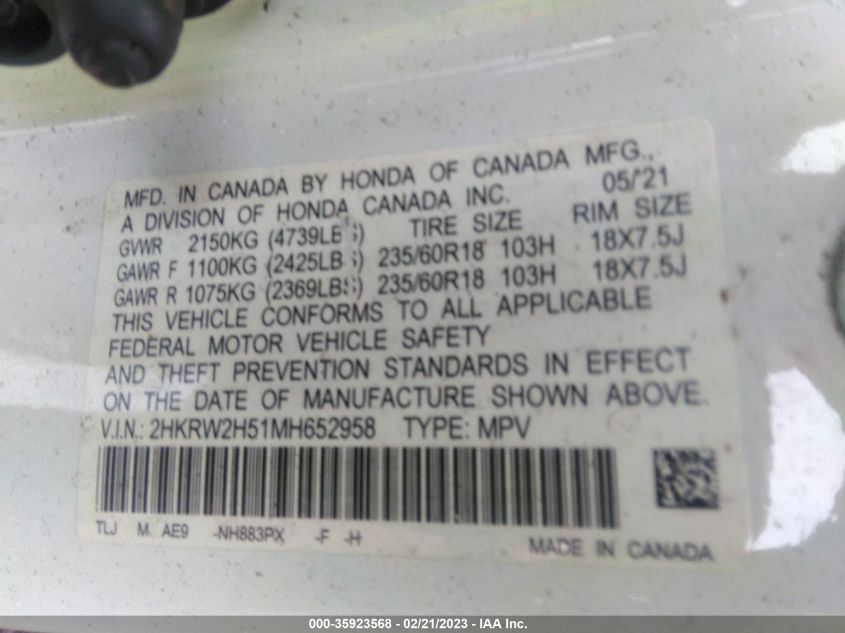 MFD. IN CANADA BY HONDA OF CANADA MFG.,
A DIVISION OF HONDA CANADA INC. 05/'21
GVWR 2150KG (4739LBS) TIRE SIZE RIM SIZE
GAWR F 1100KG (2425LBS) 235/60R18 103H 18X7.5J
GAWR R 1075KG (2369LBS) 235/60R18 103H 18X7.5J
THIS VEHICLE CONFORMS TO ALL APPLICABLE
FEDERAL MOTOR VEHICLE SAFETY
AND THEFT PREVENTION STANDARDS IN EFFECT
ON THE DATE OF MANUFACTURE SHOWN ABOVE.
V.I.N.: 2HKRW2H51MH652958 TYPE: MPV
TLJ M. AE9 -NH883PX -F -H
MADE IN CANADA
000-35923568 - 02/21/2023 - IAA Inc.